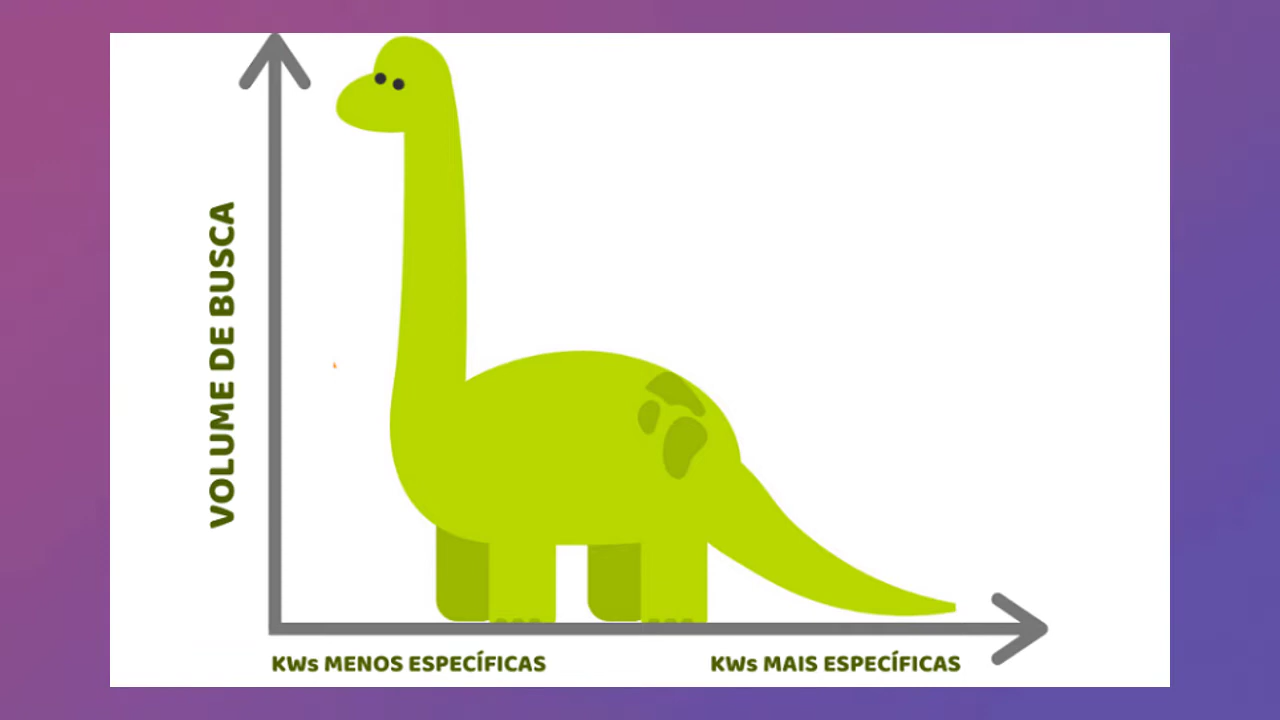 VOLUME DE BUSCA
KWs MENOS ESPECÍFICAS
KWs MAIS ESPECÍFICAS